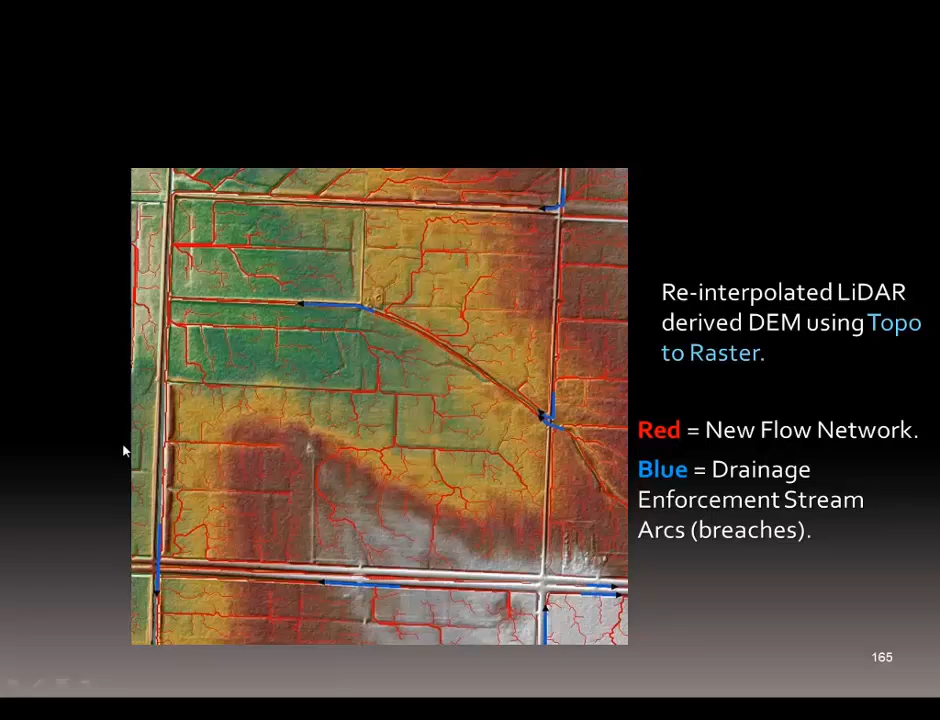 Re-interpolated LiDAR
derived DEM using Topo
to Raster.
Red = New Flow Network.
Blue = Drainage
Enforcement Stream
Arcs (breaches).
165